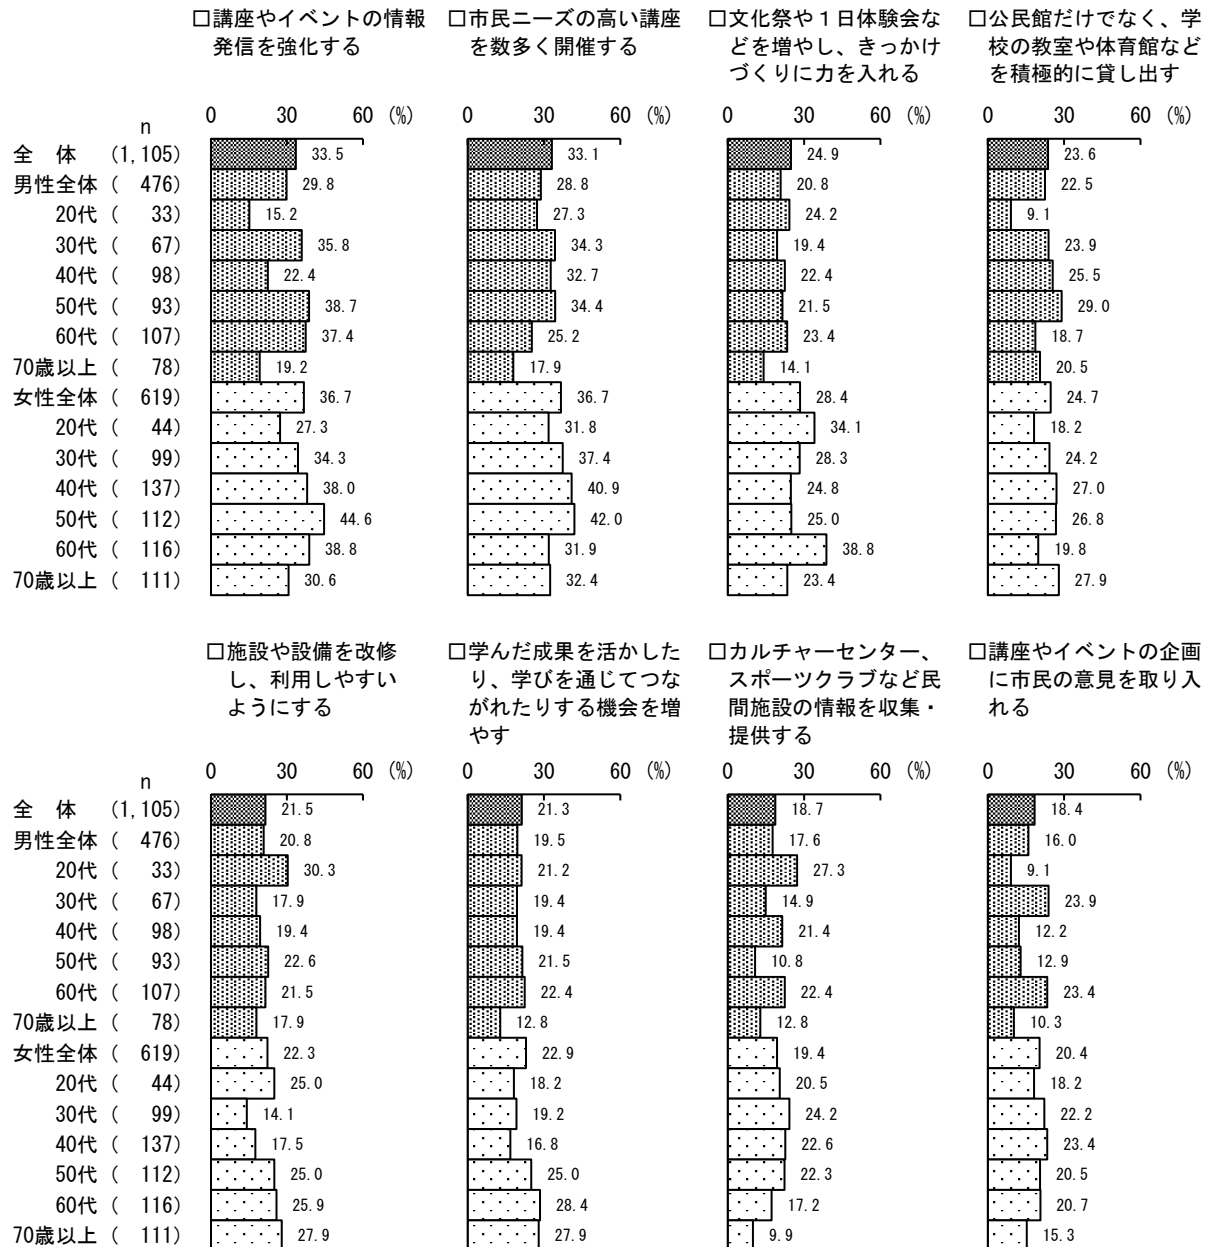 □講座やイベントの情報
発信を強化する
□市民ニーズの高い講座
を数多く開催する
□文化祭や１日体験会な
どを増やし、きっかけ
づくりに力を入れる
□公民館だけでなく、学
校の教室や体育館など
を積極的に貸し出す
n 0 30 60 (%) 0 30 60 (%) 0 30 60 (%) 0 30 60 (%)
全 体 (1,105) 33.5 33.1 24.9 23.6
男性全体 ( 476) 29.8 28.8 20.8 22.5
20代 ( 33) 15.2 27.3 24.2 9.1
30代 ( 67) 35.8 34.3 19.4 23.9
40代 ( 98) 22.4 32.7 22.4 25.5
50代 ( 93) 38.7 34.4 21.5 29.0
60代 ( 107) 37.4 25.2 23.4 18.7
70歳以上 ( 78) 19.2 17.9 14.1 20.5
女性全体 ( 619) 36.7 36.7 28.4 24.7
20代 ( 44) 27.3 31.8 34.1 18.2
30代 ( 99) 34.3 37.4 28.3 24.2
40代 ( 137) 38.0 40.9 24.8 27.0
50代 ( 112) 44.6 42.0 25.0 26.8
60代 ( 116) 38.8 31.9 38.8 19.8
70歳以上 ( 111) 30.6 32.4 23.4 27.9
□施設や設備を改修
し、利用しやすい
ようにする
□学んだ成果を活かした
り、学びを通じてつな
がれたりする機会を増
やす
□カルチャーセンター、
スポーツクラブなど民
間施設の情報を収集・
提供する
□講座やイベントの企画
に市民の意見を取り入
れる
n 0 30 60 (%) 0 30 60 (%) 0 30 60 (%) 0 30 60 (%)
全 体 (1,105) 21.5 21.3 18.7 18.4
男性全体 ( 476) 20.8 19.5 17.6 16.0
20代 ( 33) 30.3 21.2 27.3 9.1
30代 ( 67) 17.9 19.4 14.9 23.9
40代 ( 98) 19.4 19.4 21.4 12.2
50代 ( 93) 22.6 21.5 10.8 12.9
60代 ( 107) 21.5 22.4 22.4 23.4
70歳以上 ( 78) 17.9 12.8 12.8 10.3
女性全体 ( 619) 22.3 22.9 19.4 20.4
20代 ( 44) 25.0 18.2 20.5 18.2
30代 ( 99) 14.1 19.2 24.2 22.2
40代 ( 137) 17.5 16.8 22.6 23.4
50代 ( 112) 25.0 25.0 22.3 20.5
60代 ( 116) 25.9 28.4 17.2 20.7
70歳以上 ( 111) 27.9 27.9 9.9 15.3